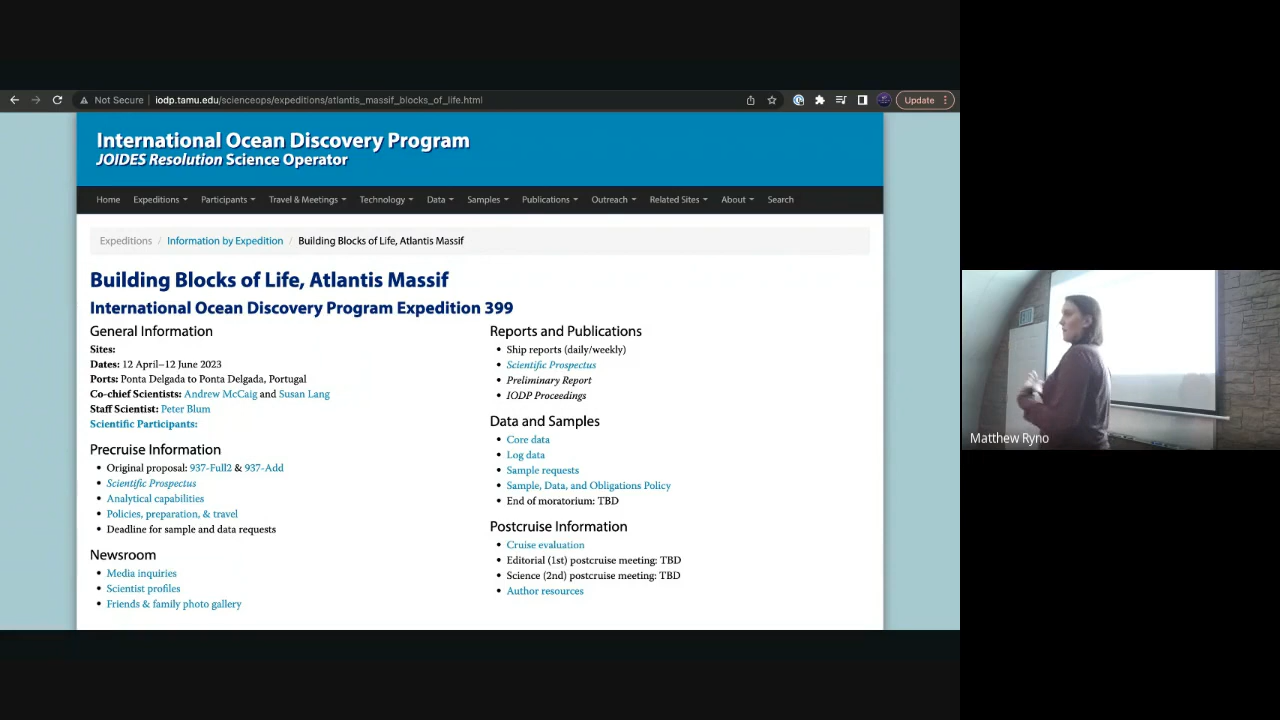 Not Secure | iodp.tamu.edu/scienceops/expeditions/atlantis_massif_blocks_of_life.html
Update
International Ocean Discovery Program
JOIDES Resolution Science Operator
Home Expeditions Participants Travel & Meetings Technology Data Samples Publications Outreach Related Sites About Search
Expeditions / Information by Expedition / Building Blocks of Life, Atlantis Massif
Building Blocks of Life, Atlantis Massif
International Ocean Discovery Program Expedition 399
General Information
Sites:
Dates: 12 April–12 June 2023
Ports: Ponta Delgada to Ponta Delgada, Portugal
Co-chief Scientists: Andrew McCaig and Susan Lang
Staff Scientist: Peter Blum
Scientific Participants:
Precruise Information
• Original proposal: 937-Full2 & 937-Add
• Scientific Prospectus
• Analytical capabilities
• Policies, preparation, & travel
• Deadline for sample and data requests
Newsroom
• Media inquiries
• Scientist profiles
• Friends & family photo gallery
Reports and Publications
• Ship reports (daily/weekly)
• Scientific Prospectus
• Preliminary Report
• IODP Proceedings
Data and Samples
• Core data
• Log data
• Sample requests
• Sample, Data, and Obligations Policy
• End of moratorium: TBD
Postcruise Information
• Cruise evaluation
• Editorial (1st) postcruise meeting: TBD
• Science (2nd) postcruise meeting: TBD
• Author resources
Matthew Ryno